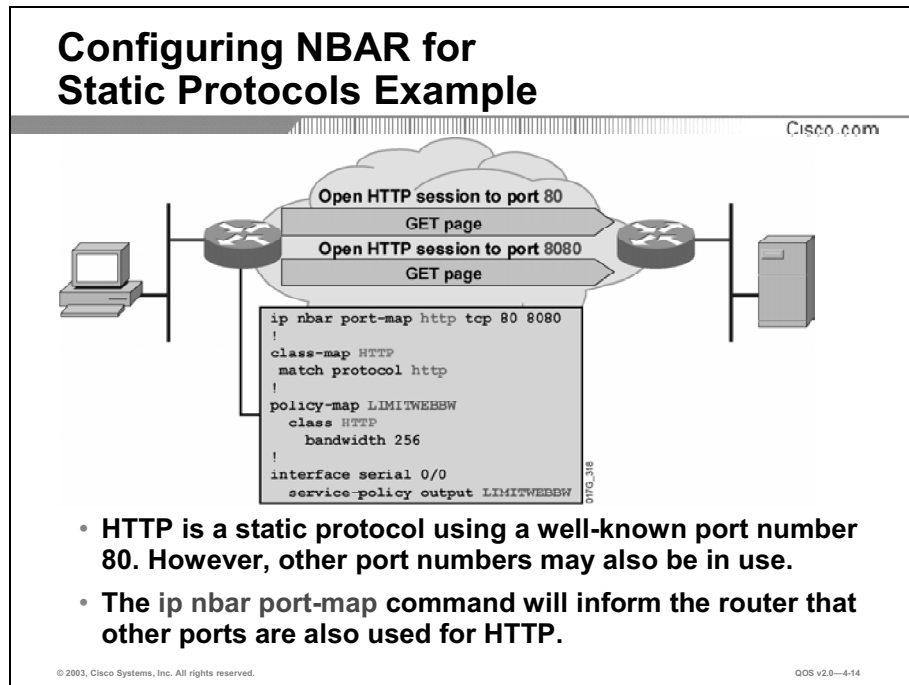 Configuring NBAR for
Static Protocols Example
Cisco.com
Open HTTP session to port 80
GET page
Open HTTP session to port 8080
GET page
ip nbar port-map http tcp 80 8080
!
class-map HTTP
match protocol http
!
policy-map LIMITWEBBW
class HTTP
bandwidth 256
!
interface serial 0/0
service-policy output LIMITWEBBW
017G_318
• HTTP is a static protocol using a well-known port number
80. However, other port numbers may also be in use.
• The ip nbar port-map command will inform the router that
other ports are also used for HTTP.
© 2003, Cisco Systems, Inc. All rights reserved.
QOS v2.0—4-14